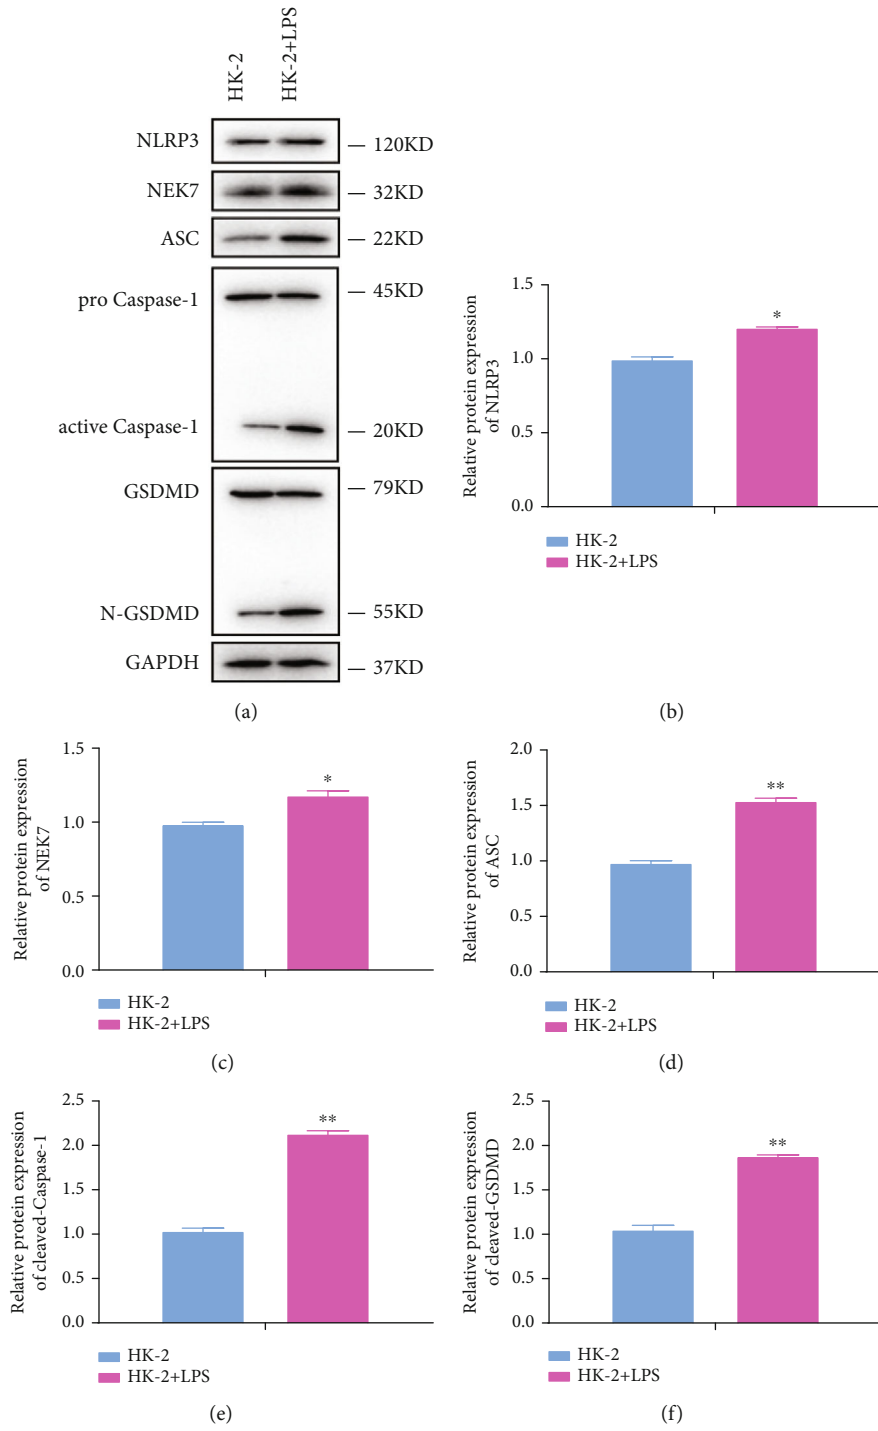 HK-2
HK-2+LPS
NLRP3
120KD
NEK7
32KD
ASC
22KD
pro Caspase-1
45KD
active Caspase-1
20KD
GSDMD
79KD
N-GSDMD
55KD
GAPDH
37KD
(a)
Relative protein expression
of NLRP3
1.5
1.0
0.5
0.0
*
HK-2
HK-2+LPS
(b)
Relative protein expression
of NEK7
1.5
1.0
0.5
0.0
*
HK-2
HK-2+LPS
(c)
Relative protein expression
of ASC
2.0
1.5
1.0
0.5
0.0
**
HK-2
HK-2+LPS
(d)
Relative protein expression
of cleaved-Caspase-1
2.5
2.0
1.5
1.0
0.5
0.0
**
HK-2
HK-2+LPS
(e)
Relative protein expression
of cleaved-GSDMD
2.5
2.0
1.5
1.0
0.5
0.0
**
HK-2
HK-2+LPS
(f)